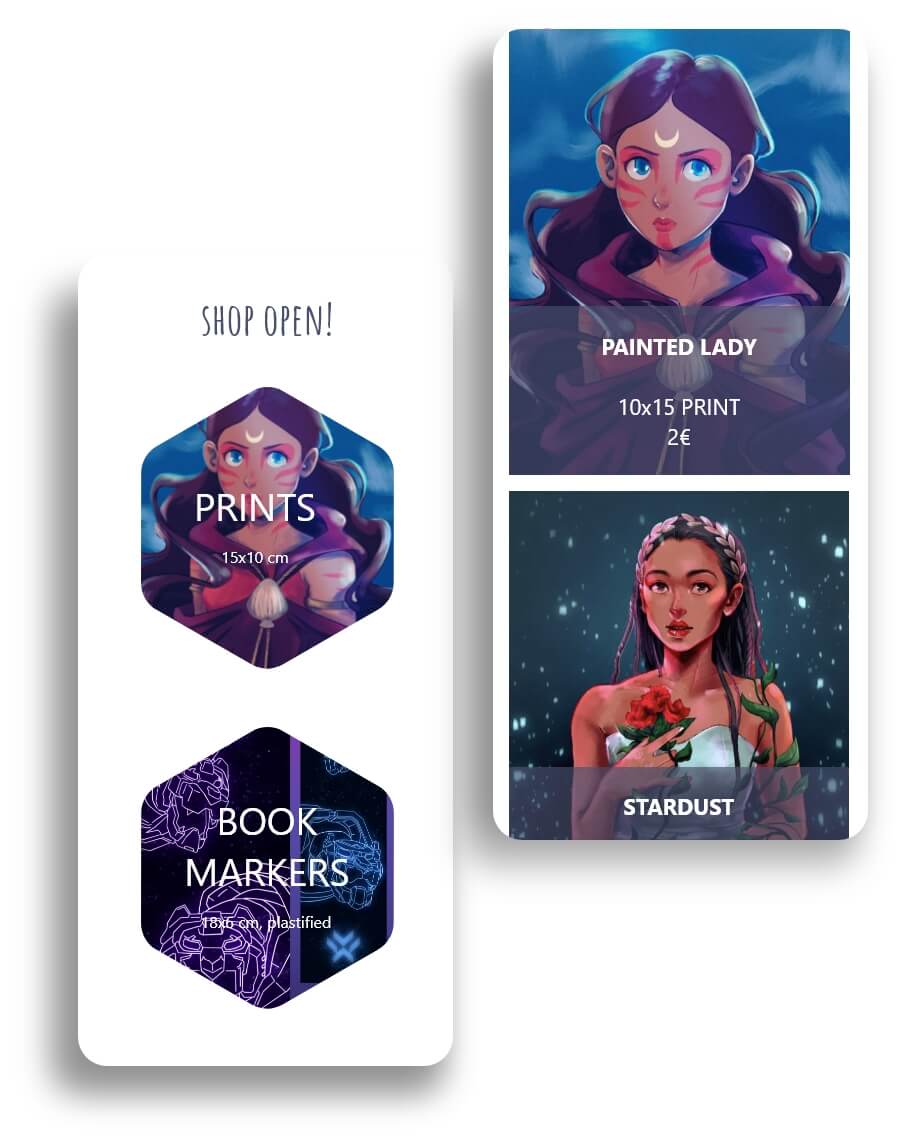 SHOP OPEN!
PRINTS
15x10 cm
BOOK
MARKERS
18x6 cm, plastified
PAINTED LADY
10x15 PRINT
2€
STARDUST